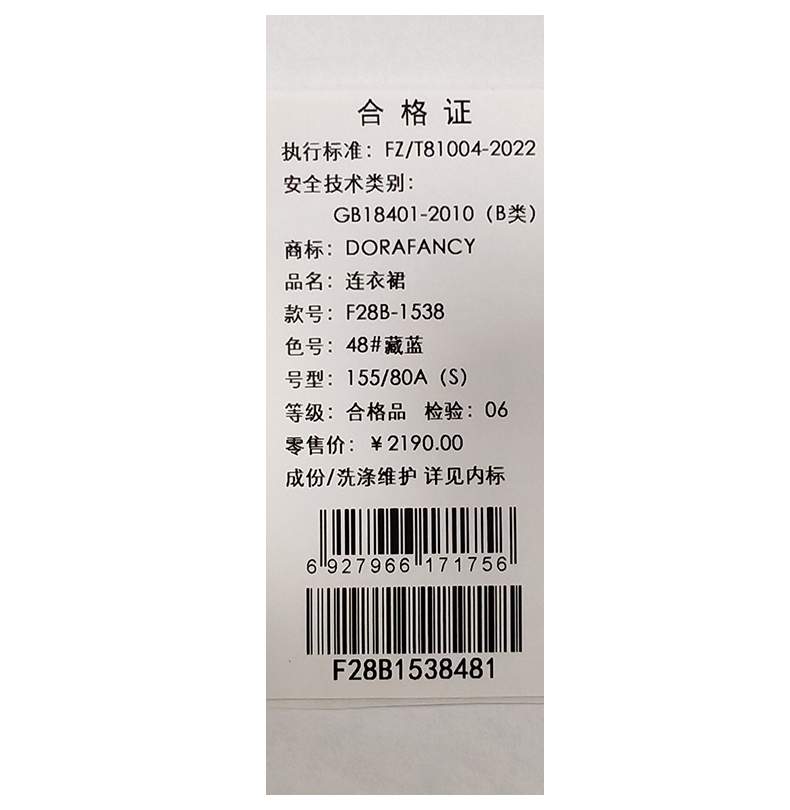 合格证
执行标准：FZ/T81004-2022
安全技术类别：
GB18401-2010（B类）
商标：DORAFANCY
品名：连衣裙
款号：F28B-1538
色号：48#藏蓝
号型：155/80A（S）
等级：合格品 检验：06
零售价：￥2190.00
成份/洗涤维护 详见内标
6 927966 171756
F28B1538481